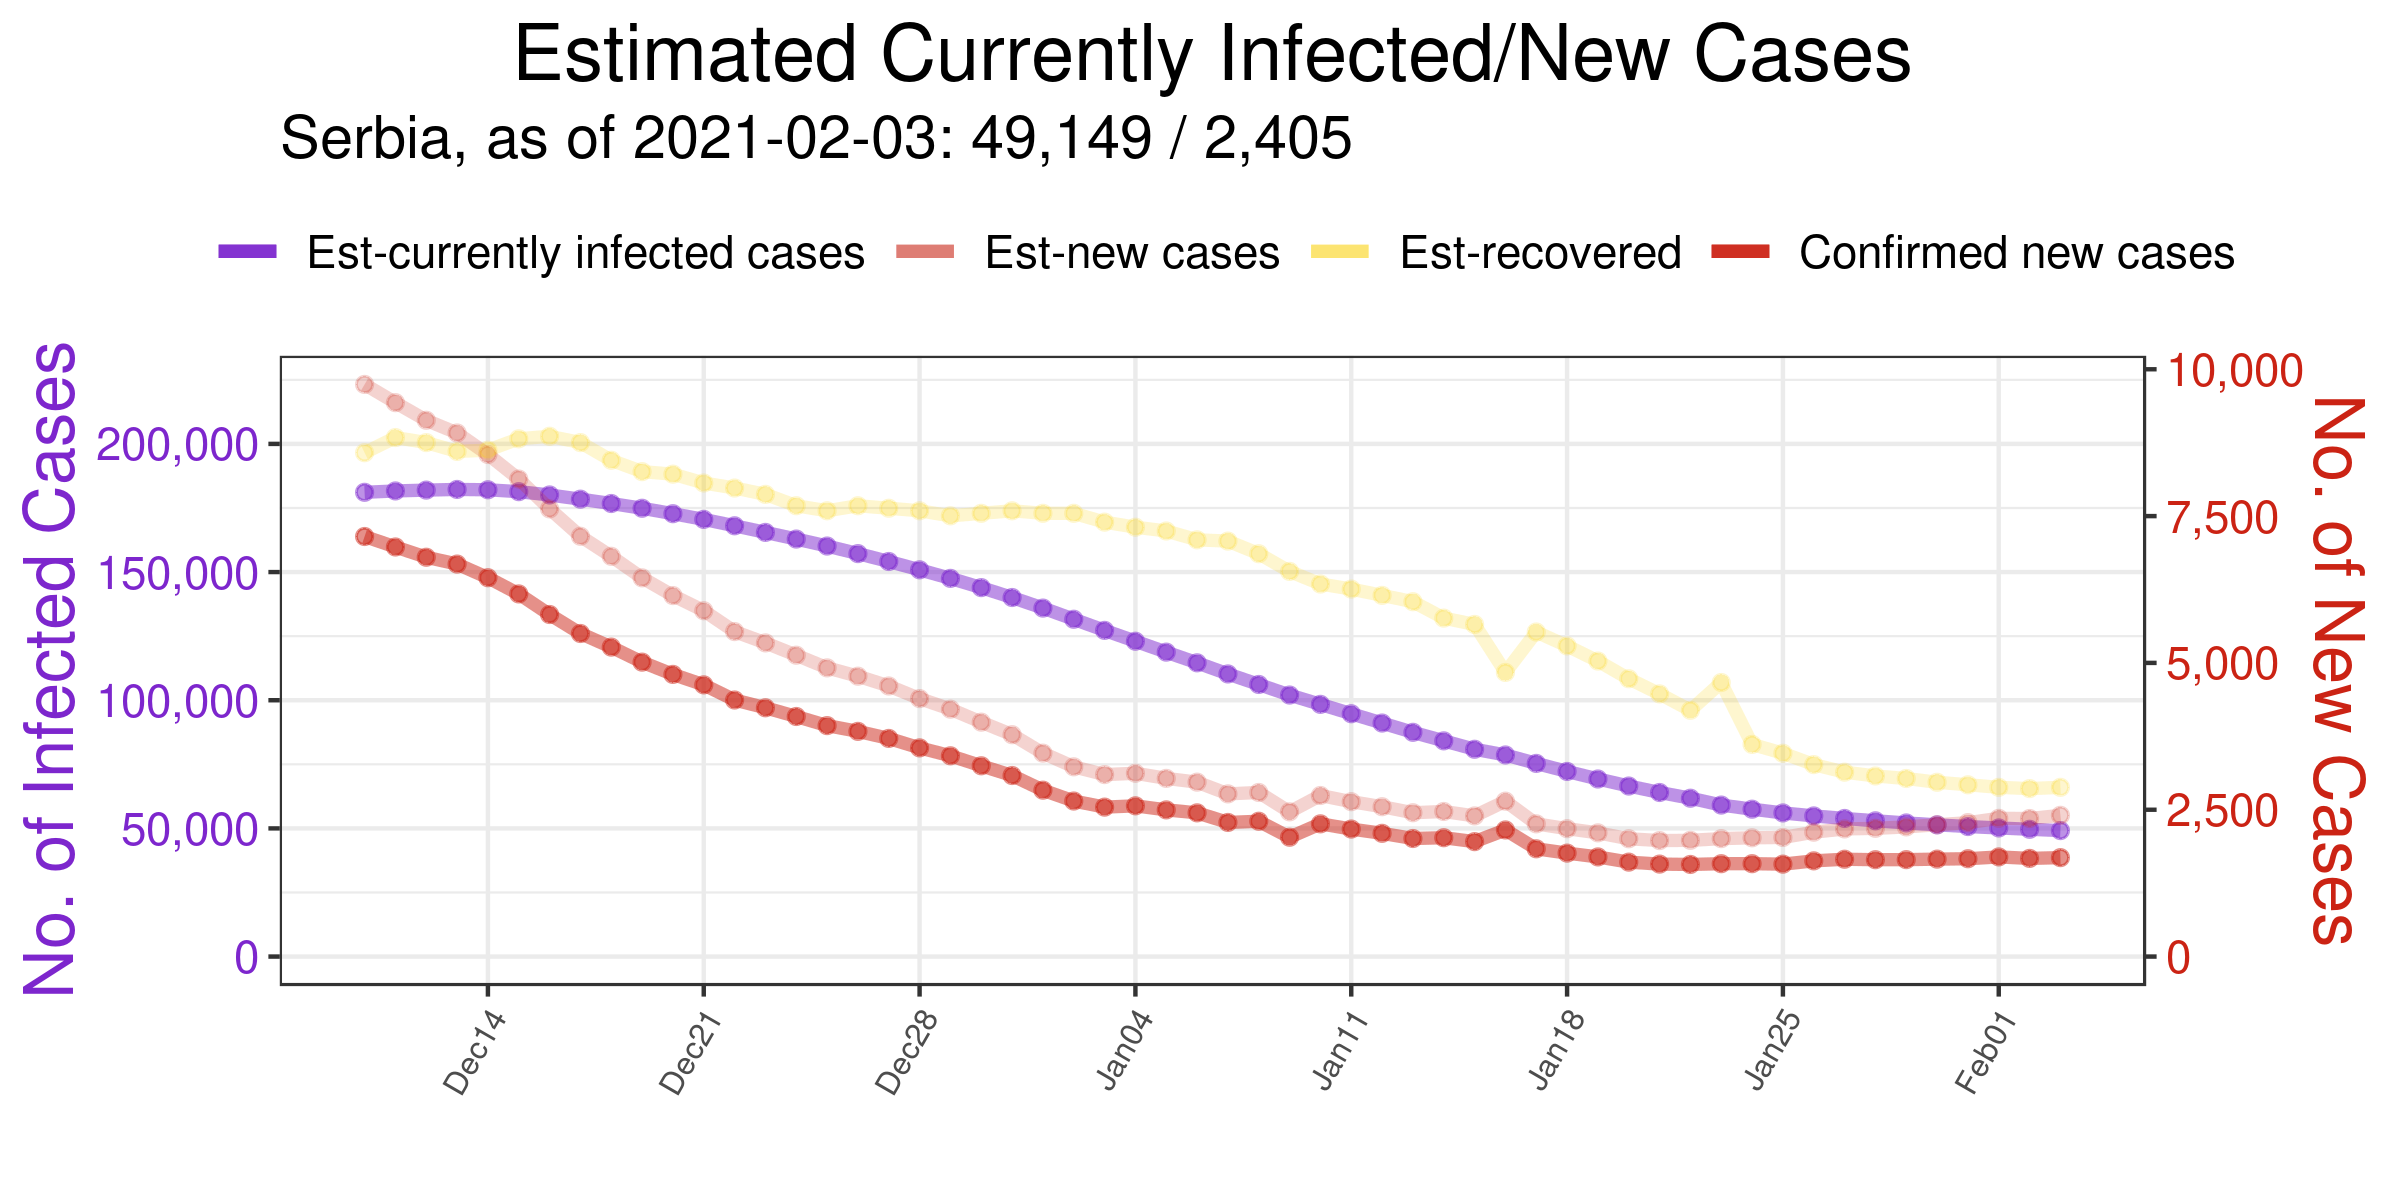 Estimated Currently Infected/New Cases
Serbia, as of 2021-02-03: 49,149 / 2,405
Est-currently infected cases Est-new cases Est-recovered Confirmed new cases
No. of Infected Cases
200,000
150,000
100,000
50,000
0
10,000
7,500
5,000
2,500
0
No. of New Cases
Dec14 Dec21 Dec28 Jan04 Jan11 Jan18 Jan25 Feb01